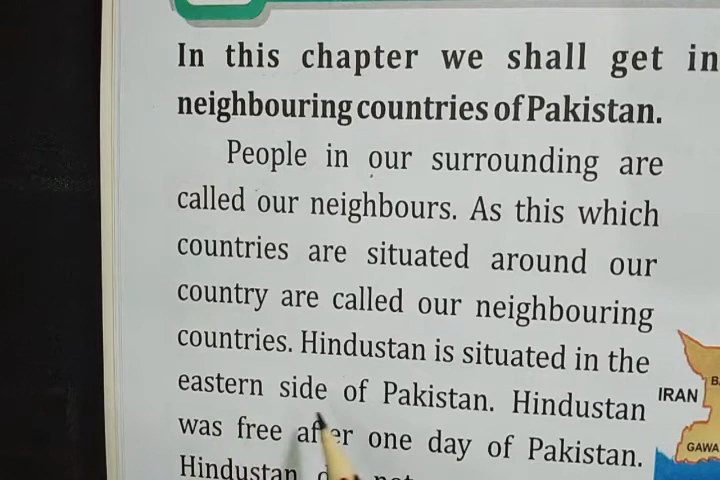 In this chapter we shall get in
neighbouring countries of Pakistan.
People in our surrounding are
called our neighbours. As this which
countries are situated around our
country are called our neighbouring
countries. Hindustan is situated in the
eastern side of Pakistan. Hindustan
was free after one day of Pakistan.
Hindustan
IRAN
GAWA